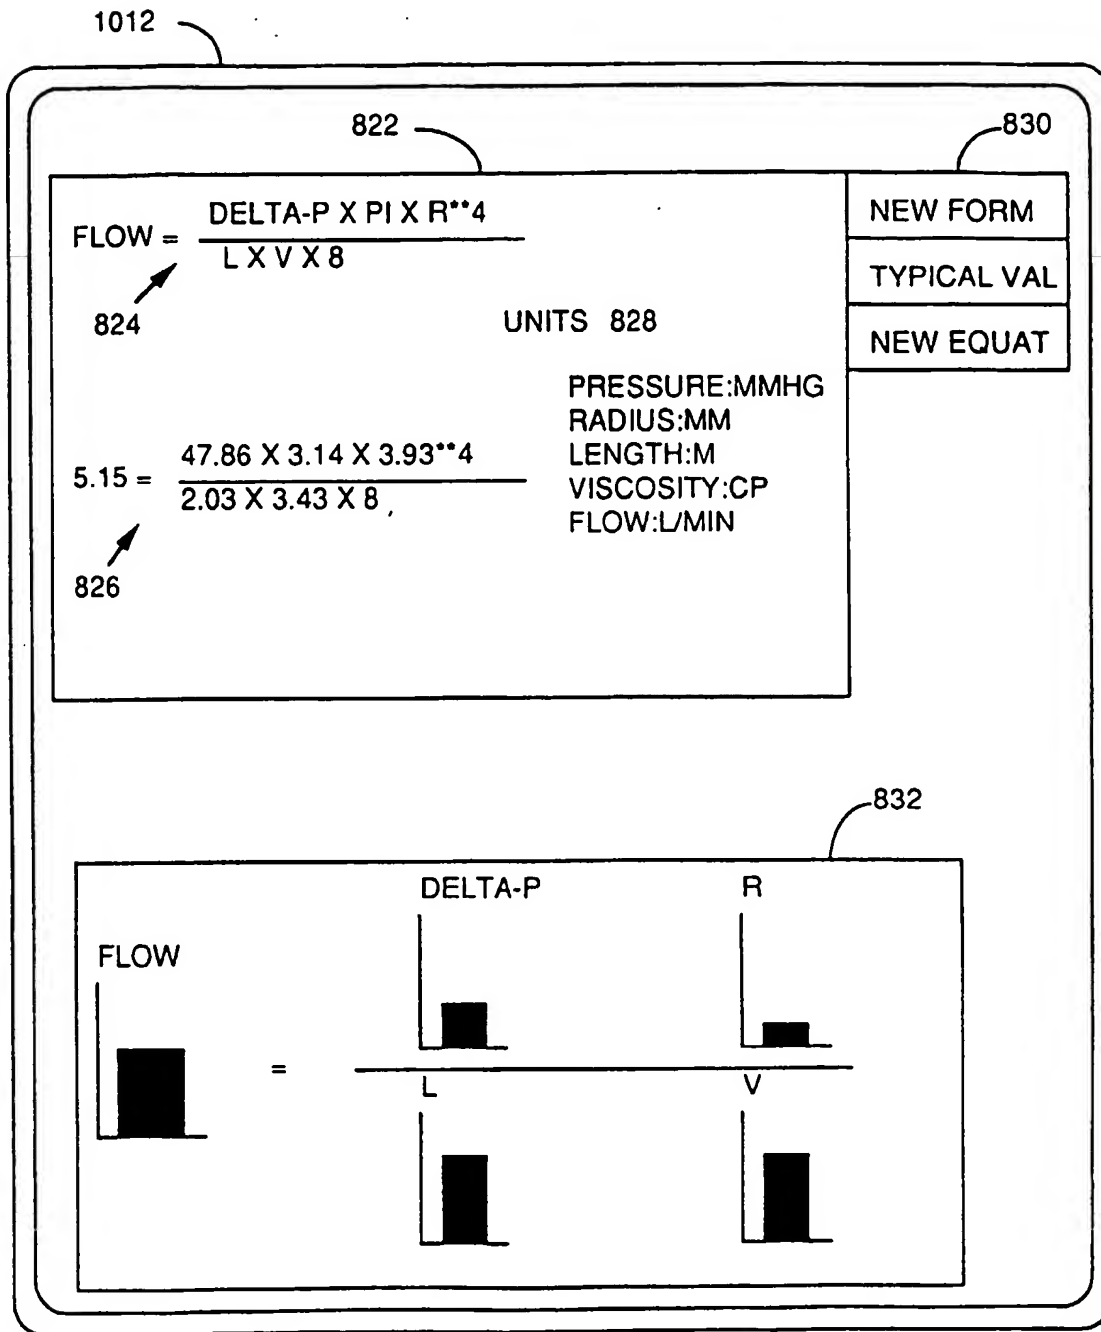 1012
822
830
FLOW =
DELTA-P X PI X R**4
L X V X 8
824
NEW FORM
TYPICAL VAL
NEW EQUAT
UNITS 828
PRESSURE:MMHG
RADIUS:MM
LENGTH:M
VISCOSITY:CP
FLOW:L/MIN
5.15 =
47.86 X 3.14 X 3.93**4
2.03 X 3.43 X 8
826
832
DELTA-P
R
FLOW
=
L
V